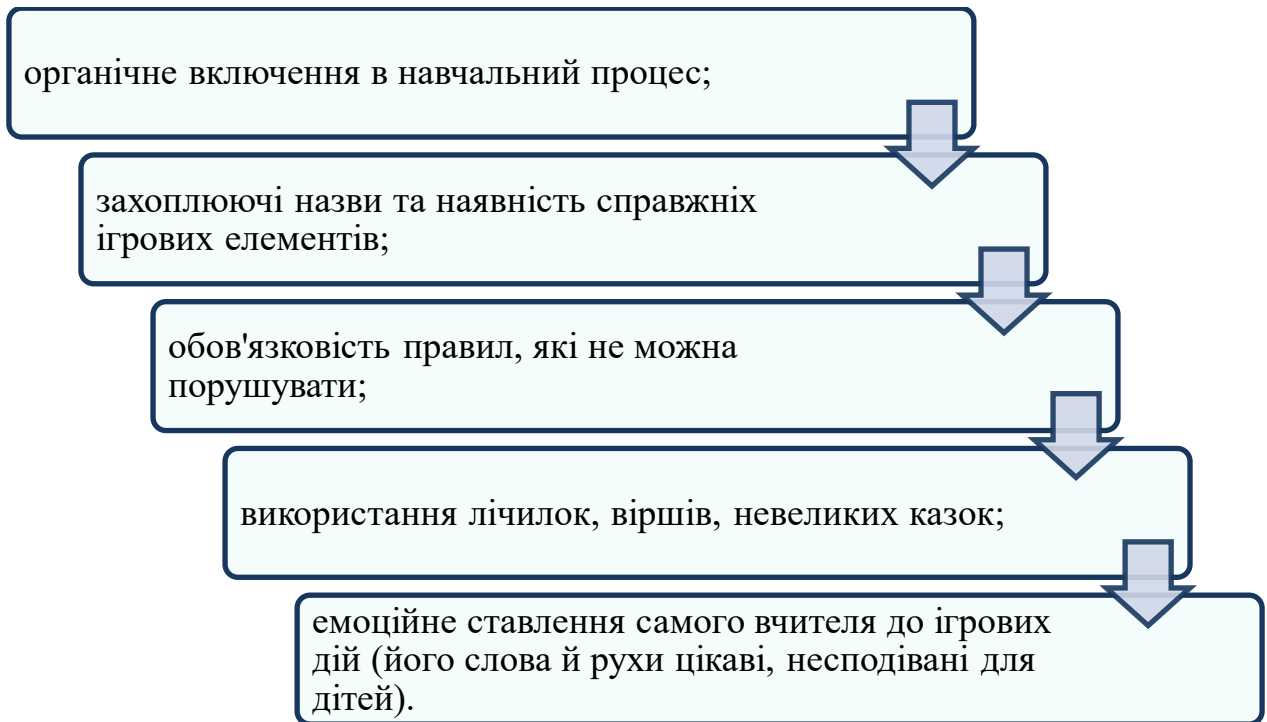 органічне включення в навчальний процес;
захоплюючі назви та наявність справжніх
ігрових елементів;
обов'язковість правил, які не можна
порушувати;
використання лічилок, віршів, невеликих казок;
емоційне ставлення самого вчителя до ігрових
дій (його слова й рухи цікаві, несподівані для
дітей).